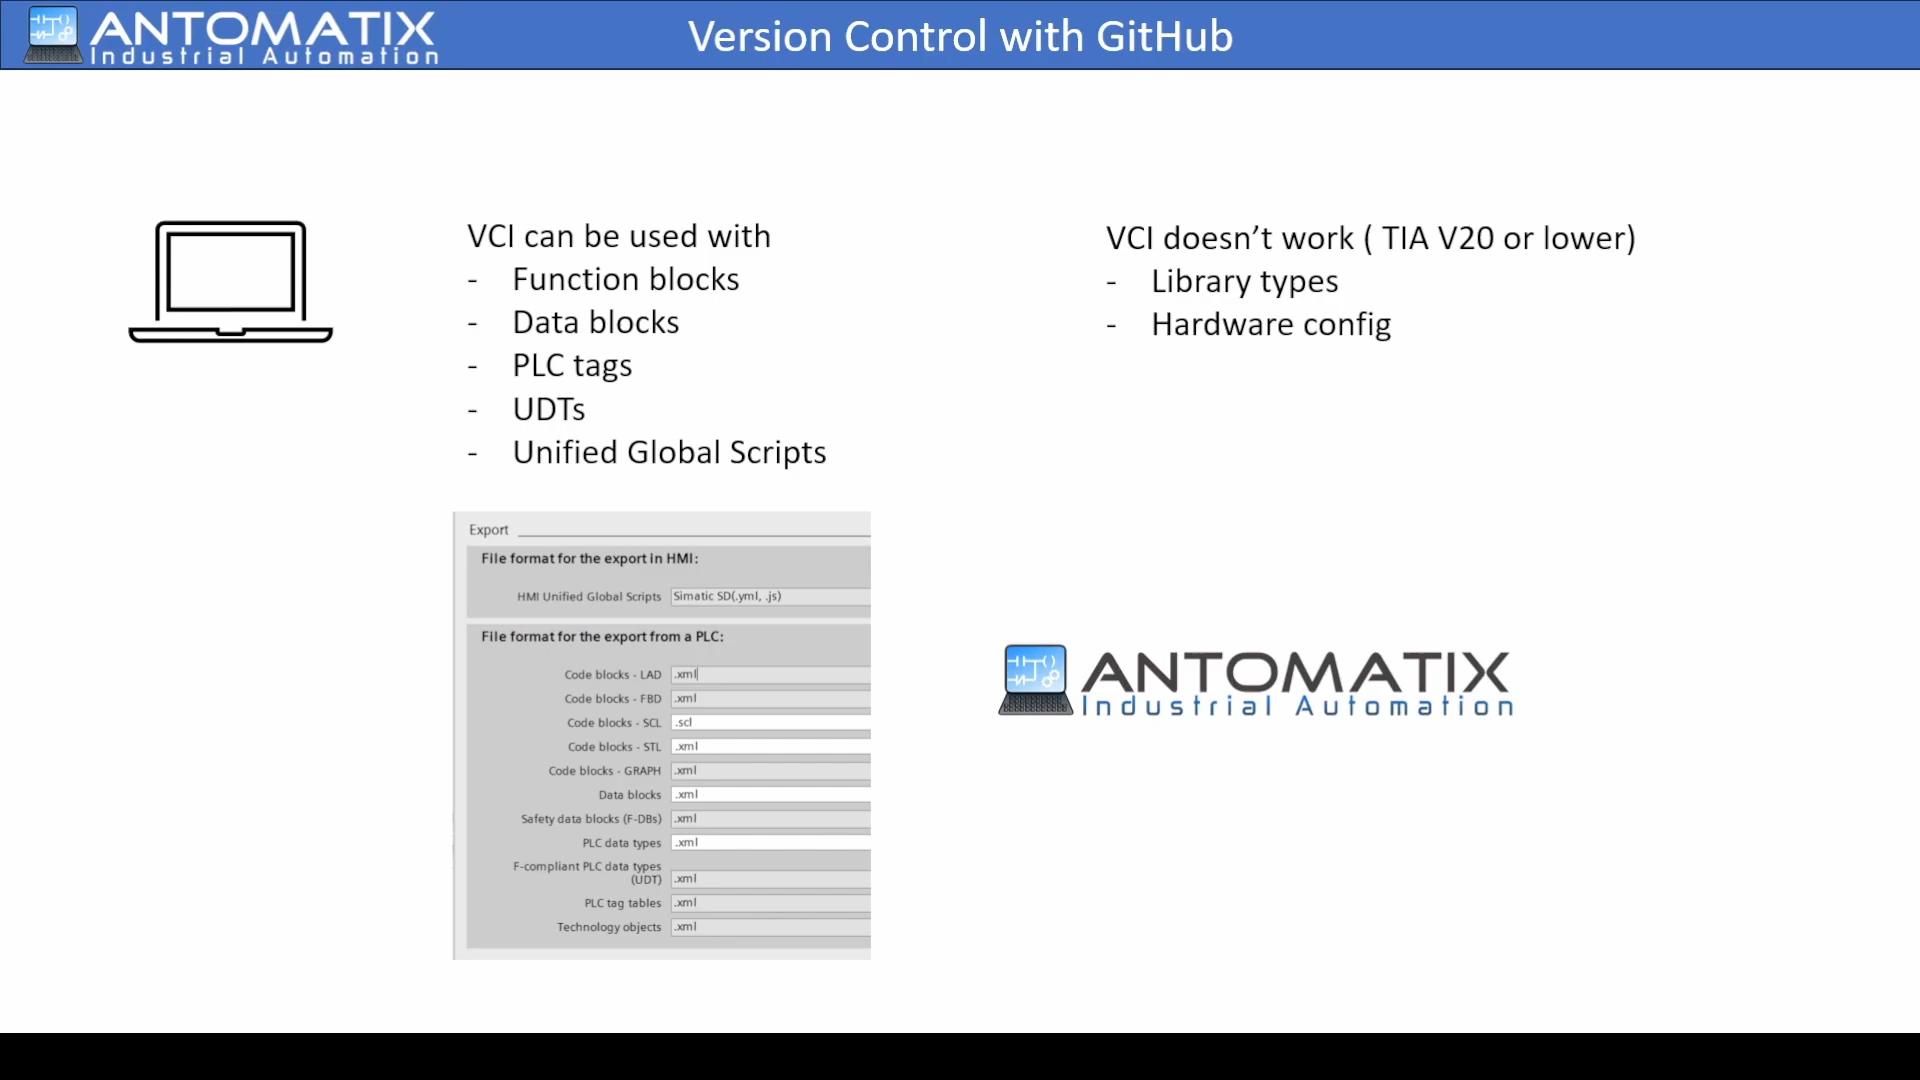 ANTOMATIX
Industrial Automation
Version Control with GitHub
VCI can be used with
- Function blocks
- Data blocks
- PLC tags
- UDTs
- Unified Global Scripts
VCI doesn’t work ( TIA V20 or lower)
- Library types
- Hardware config
Export
File format for the export in HMI:
HMI Unified Global Scripts Simatic SD(.yml, .js)
File format for the export from a PLC:
Code blocks - LAD .xml
Code blocks - FBD .xml
Code blocks - SCL .scl
Code blocks - STL .xml
Code blocks - GRAPH .xml
Data blocks .xml
Safety data blocks (F-DBs) .xml
PLC data types .xml
F-compliant PLC data types
(UDT) .xml
PLC tag tables .xml
Technology objects .xml
ANTOMATIX
Industrial Automation